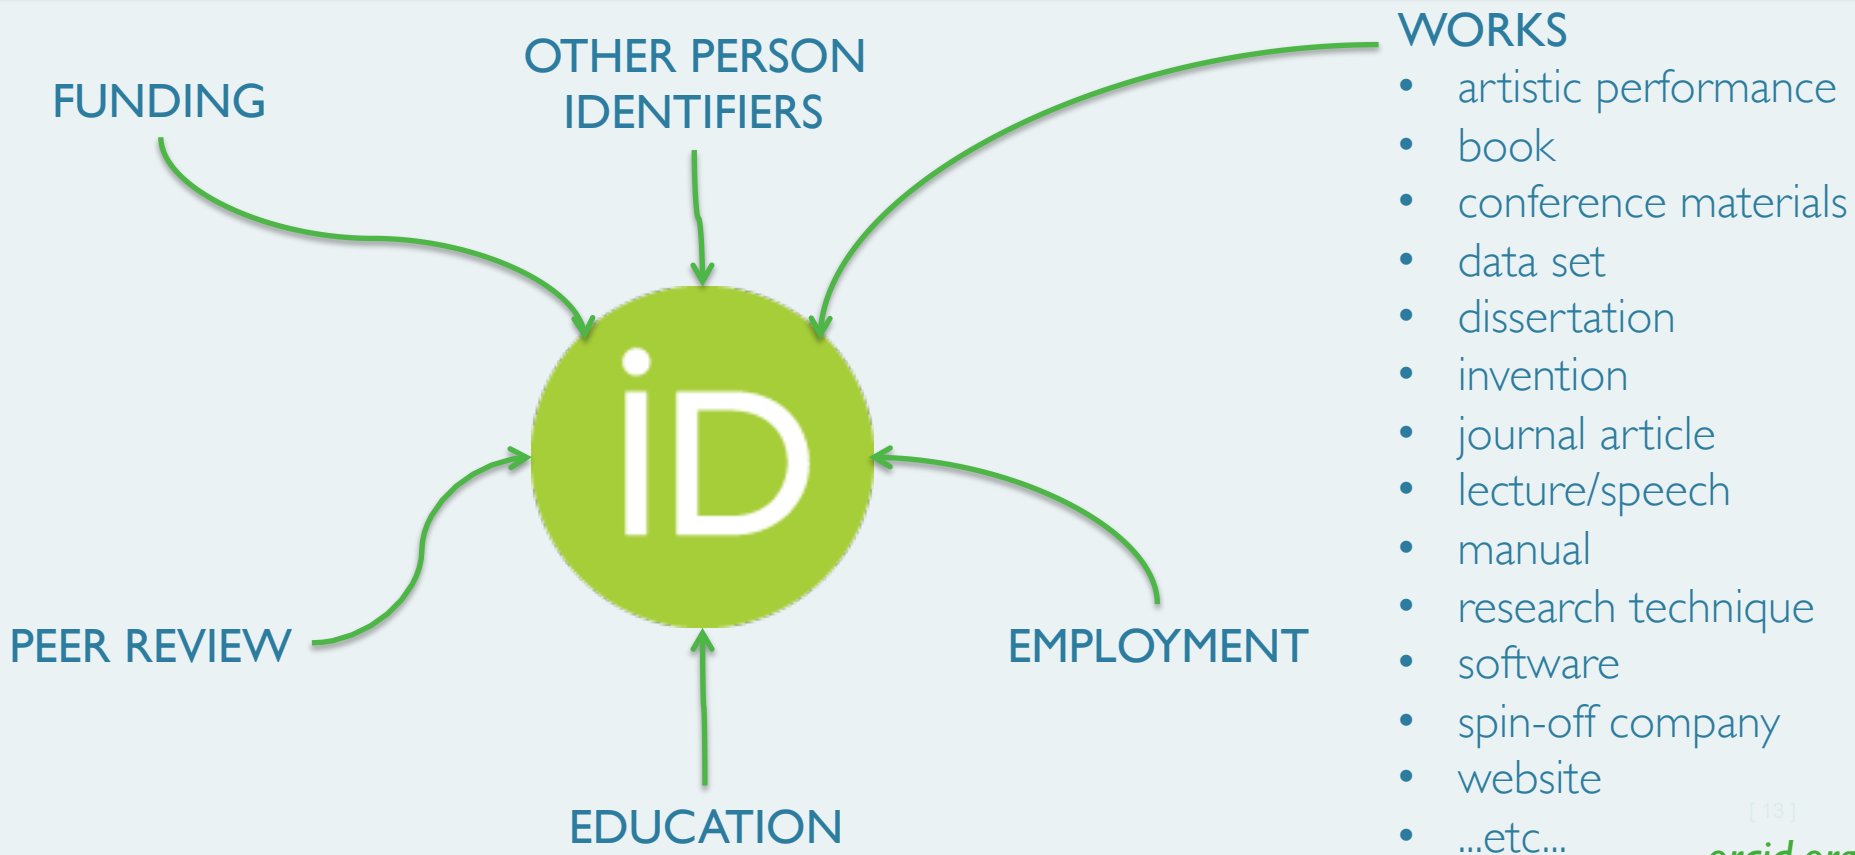 FUNDING
OTHER PERSON
IDENTIFIERS
WORKS
• artistic performance
• book
• conference materials
• data set
• dissertation
• invention
• journal article
• lecture/speech
• manual
• research technique
• software
• spin-off company
• website
• ...etc...
iD
PEER REVIEW
EMPLOYMENT
EDUCATION
[ 13 ]